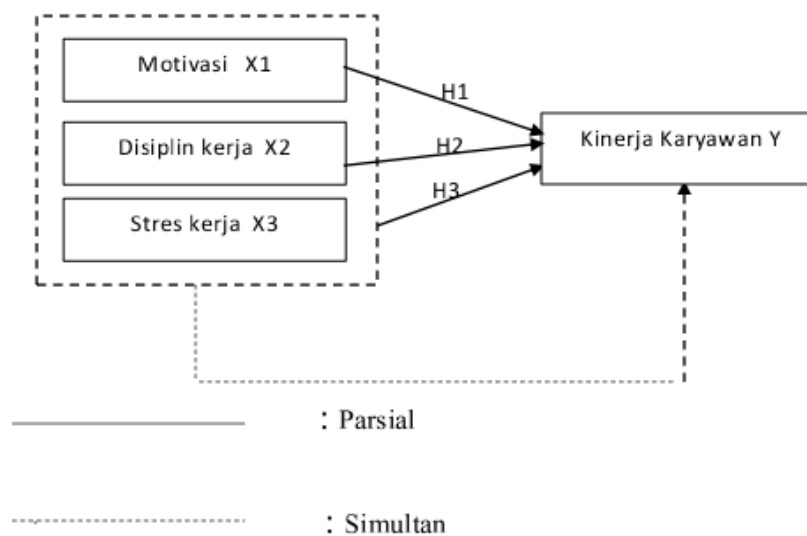 Motivasi X1
H1
Disiplin kerja X2
H2
Kinerja Karyawan Y
Stres kerja X3
H3
: Parsial
: Simultan